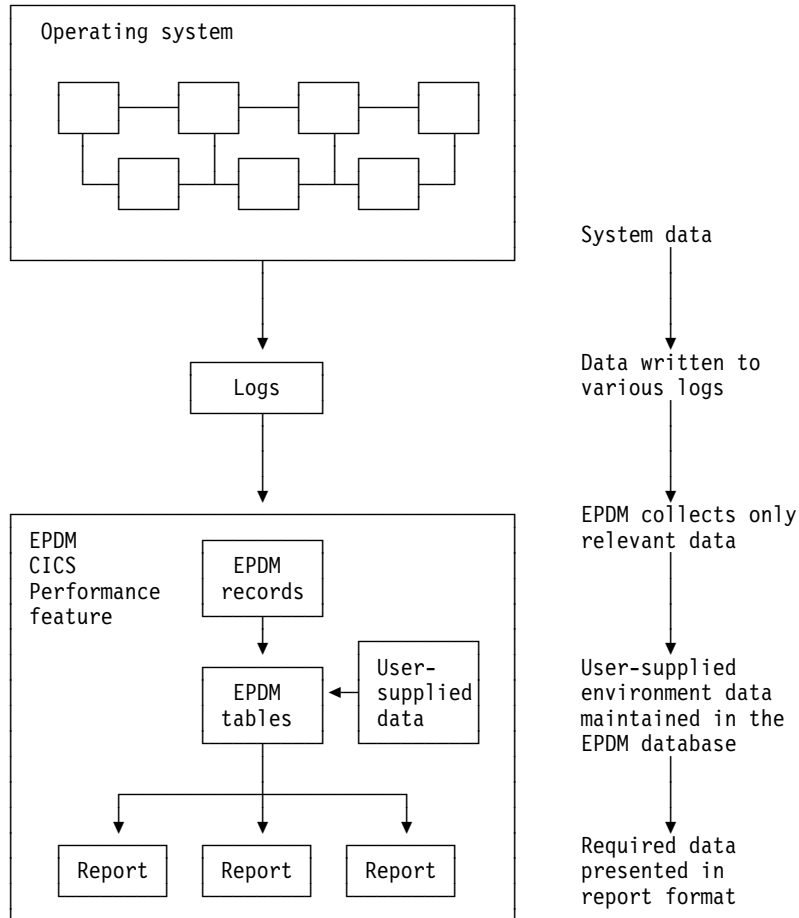 Operating system
System data
Data written to
various logs
Logs
EPDM collects only
relevant data
EPDM
CICS
Performance
feature
EPDM
records
User-
supplied
data
EPDM
tables
User-supplied
environment data
maintained in the
EPDM database
Report
Report
Report
Required data
presented in
report format